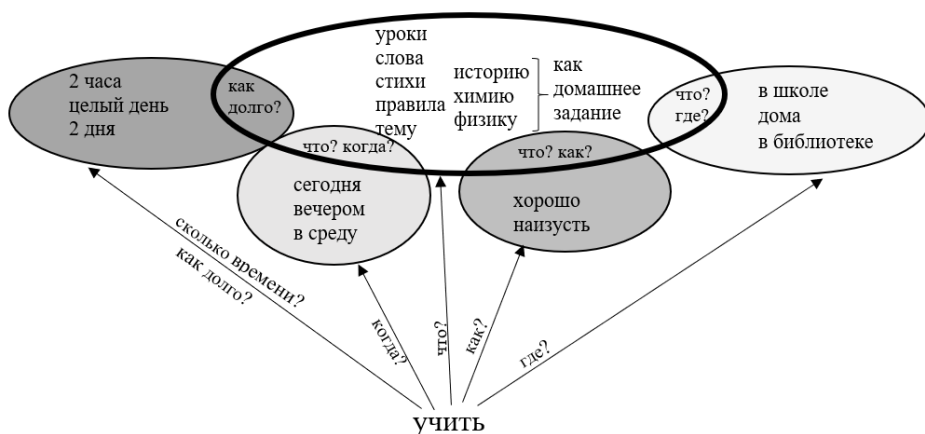 уроки
слова
стихи
правила
тему
историю
химию
физику
как
домашнее
задание
2 часа
целый день
2 дня
как
долго?
что?
где?
в школе
дома
в библиотеке
что? когда?
сегодня
вечером
в среду
что? как?
хорошо
наизусть
сколько времени?
как долго?
когда?
что?
как?
где?
учить